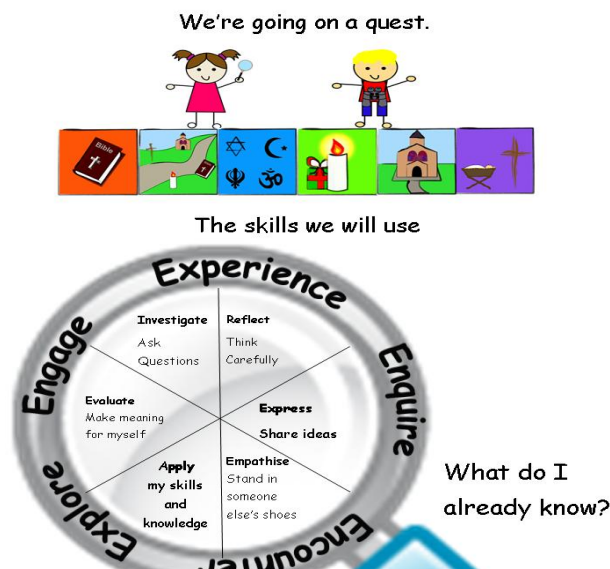 We're going on a quest.
Bible
The skills we will use
Experience
Engage
Enquire
Explore
Encounter
Investigate
Ask
Questions
Reflect
Think
Carefully
Evaluate
Make meaning
for myself
Express
Share ideas
Apply
my skills
and
knowledge
Empathise
Stand in
someone
else's shoes
What do I
already know?